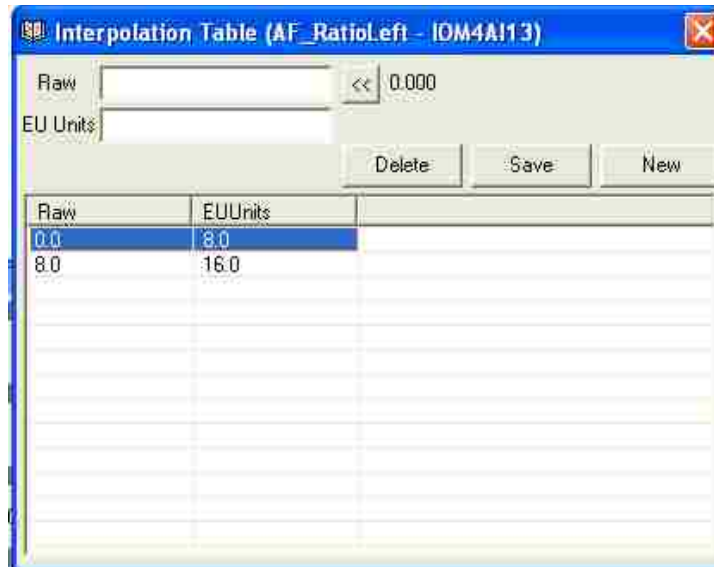 Interpolation Table (AF_RatioLeft - IOM4AI13)
Raw << 0.000
EU Units
Delete Save New
Raw EUUnits
0.0 8.0
8.0 16.0